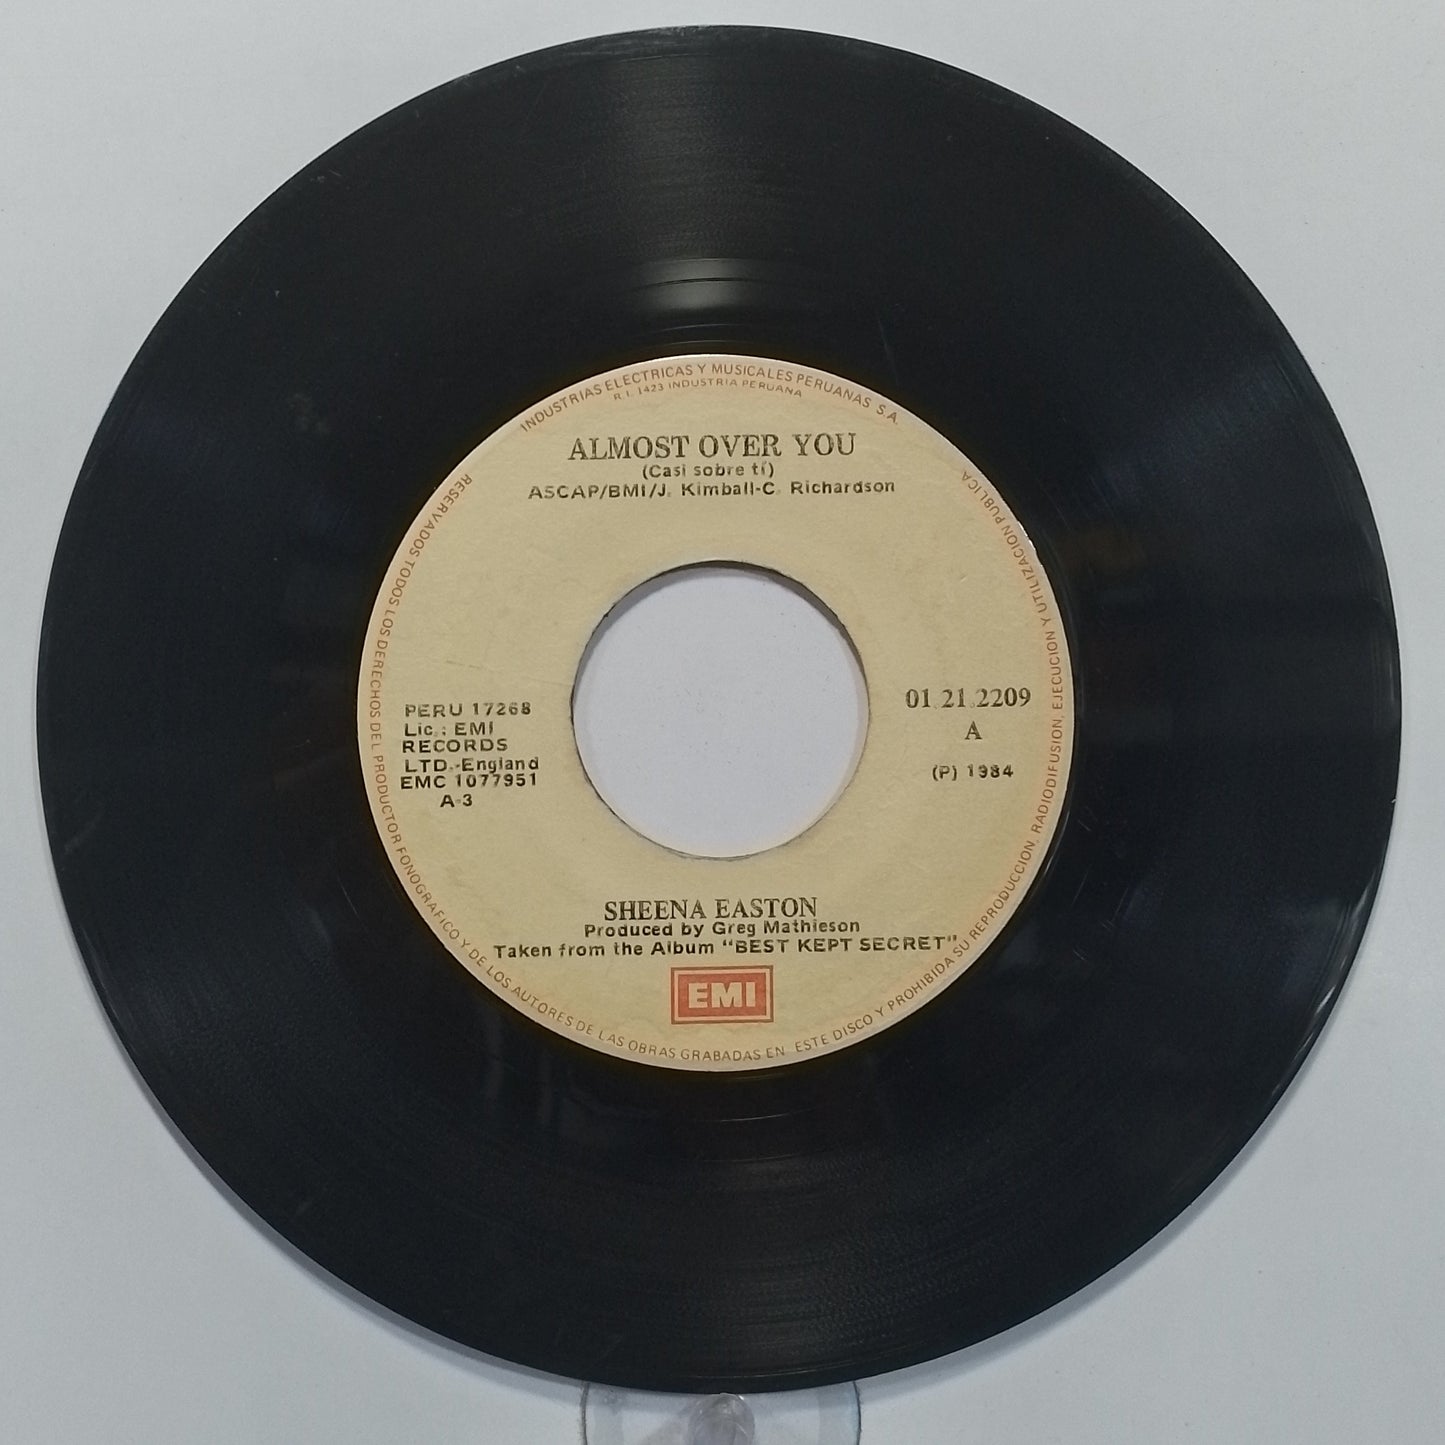 INDUSTRIAS ELECTRICAS Y MUSICALES PERUANAS S.A.
R.I. 1423 INDUSTRIA PERUANA
ALMOST OVER YOU
(Casi sobre tí)
ASCAP/BMI/J. Kimball-C. Richardson
PERU 17268
Lic.: EMI
RECORDS
LTD.-England
EMC 1077951
A-3
01.21.2209
A
(P) 1984
SHEENA EASTON
Produced by Greg Mathieson
Taken from the Album "BEST KEPT SECRET"
EMI
RESERVADOS TODOS LOS DERECHOS DEL PRODUCTOR FONOGRAFICO Y DE LOS AUTORES DE LAS OBRAS GRABADAS EN ESTE DISCO Y PROHIBIDA SU REPRODUCCION, RADIODIFUSION, EJECUCION Y UTILIZACION PUBLICA